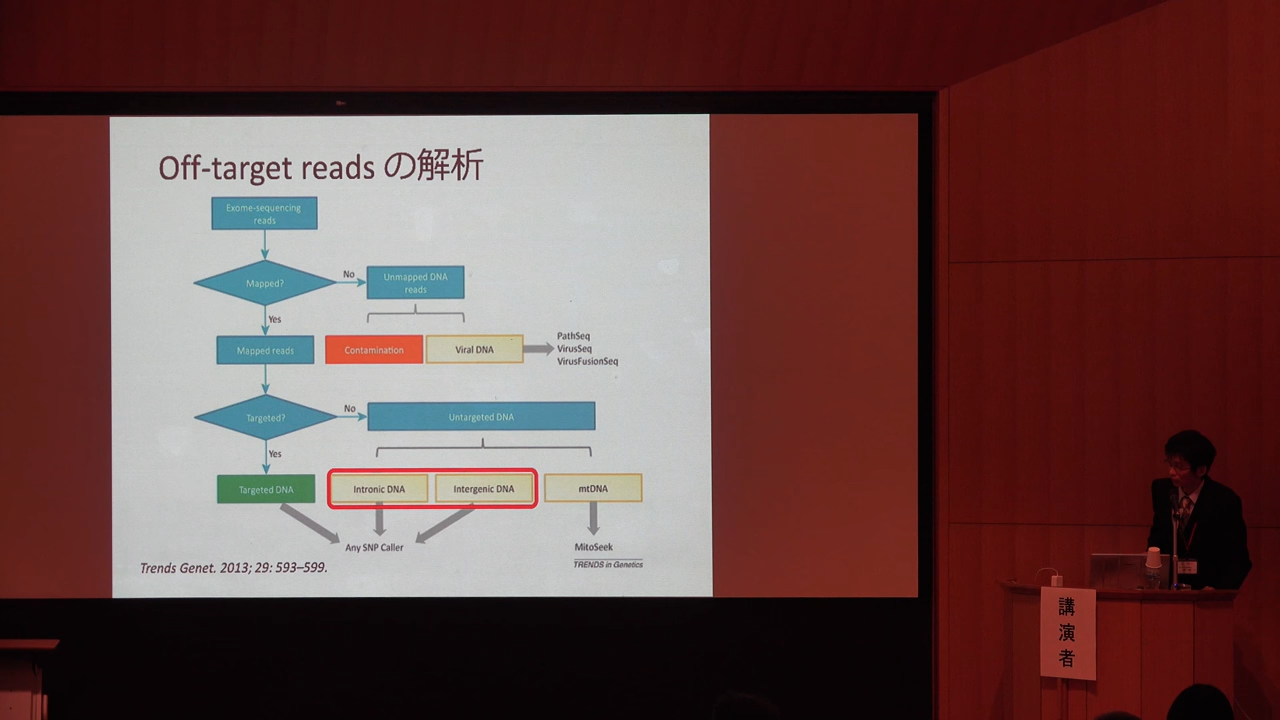 Off-target reads の解析
Exome-sequencing
reads
Mapped?
No
Unmapped DNA
reads
Yes
Mapped reads
Contamination
Viral DNA
PathSeq
VirusSeq
VirusFusionSeq
Targeted?
No
Untargeted DNA
Yes
Targeted DNA
Intronic DNA
Intergenic DNA
mtDNA
Any SNP Caller
MitoSeek
Trends Genet. 2013; 29: 593–599.
TRENDS in Genetics
講
演
者